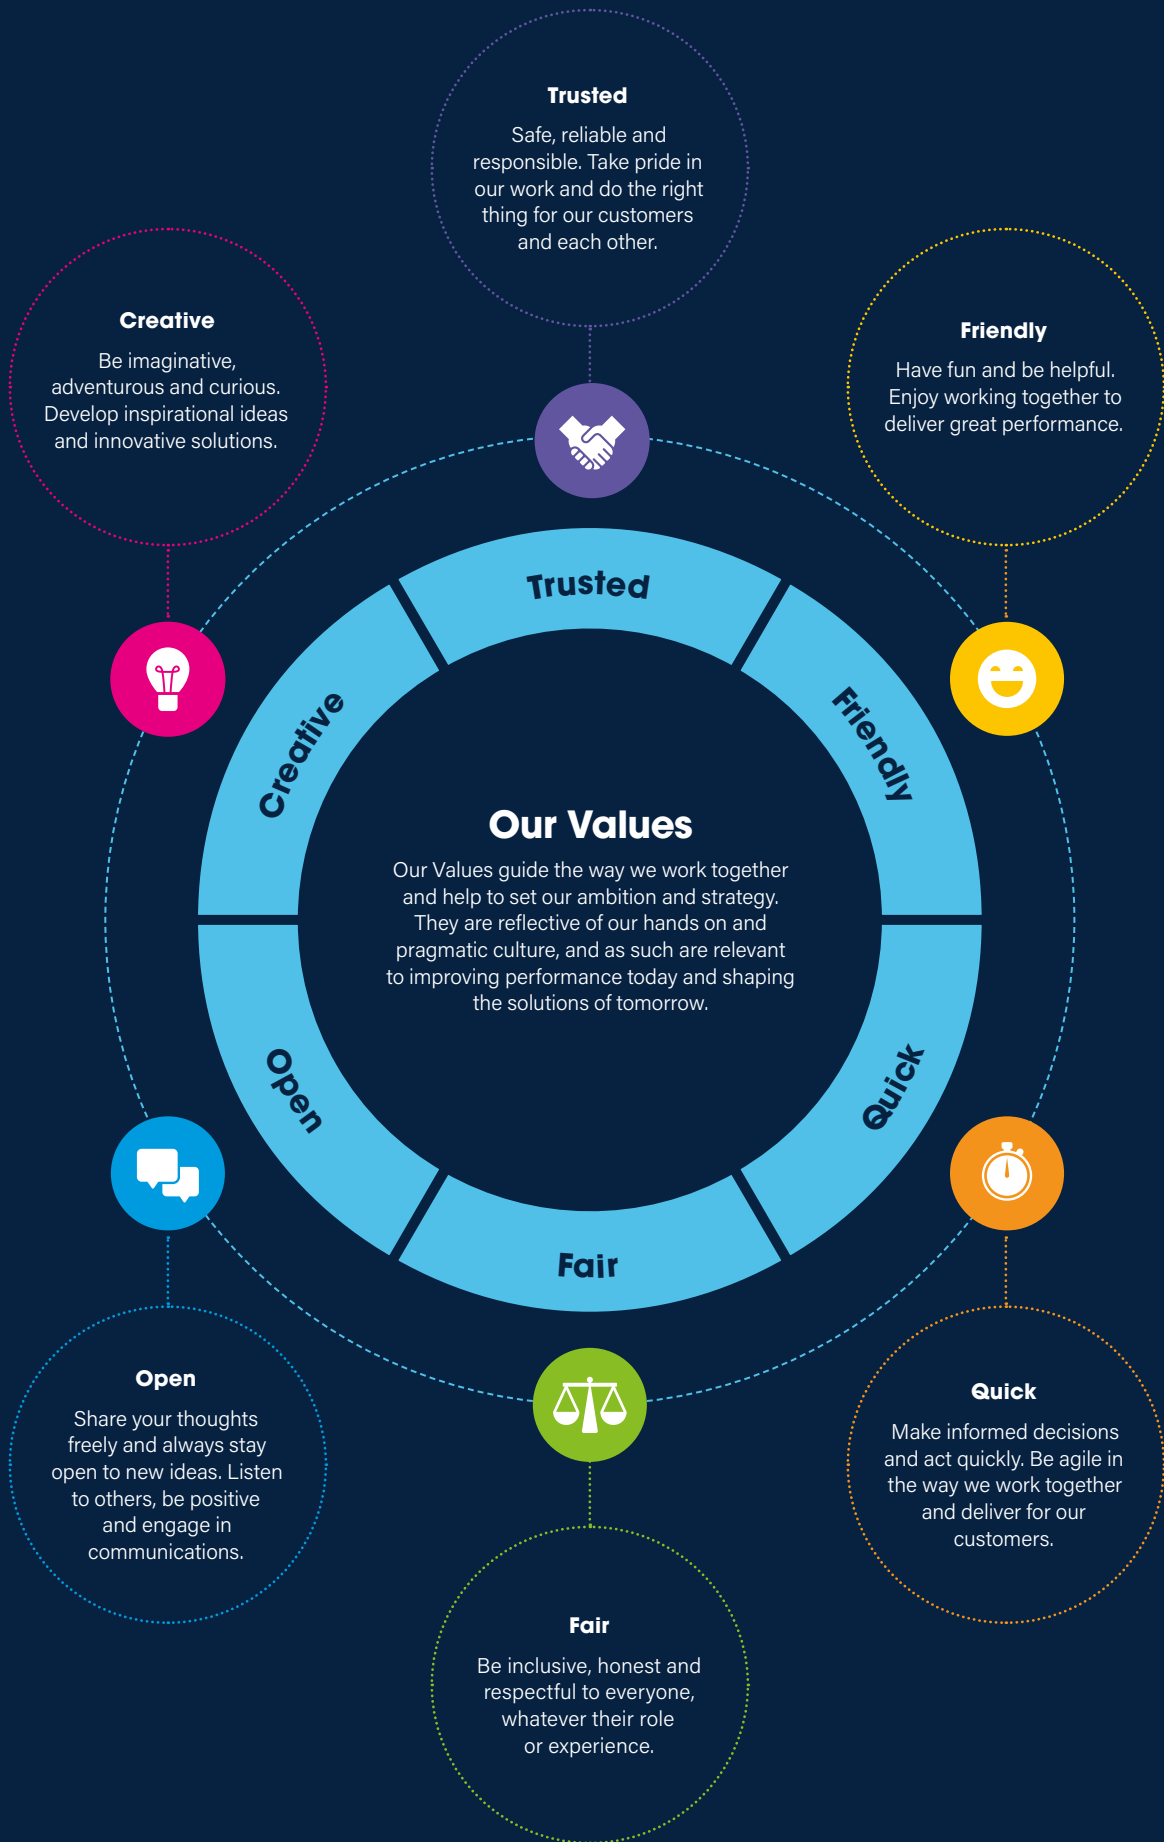 Trusted
Safe, reliable and
responsible. Take pride in
our work and do the right
thing for our customers
and each other.
Creative
Be imaginative,
adventurous and curious.
Develop inspirational ideas
and innovative solutions.
Friendly
Have fun and be helpful.
Enjoy working together to
deliver great performance.
Trusted
Creative
Friendly
Our Values
Our Values guide the way we work together
and help to set our ambition and strategy.
They are reflective of our hands on and
pragmatic culture, and as such are relevant
to improving performance today and shaping
the solutions of tomorrow.
Open
Quick
Fair
Open
Share your thoughts
freely and always stay
open to new ideas. Listen
to others, be positive
and engage in
communications.
Quick
Make informed decisions
and act quickly. Be agile in
the way we work together
and deliver for our
customers.
Fair
Be inclusive, honest and
respectful to everyone,
whatever their role
or experience.